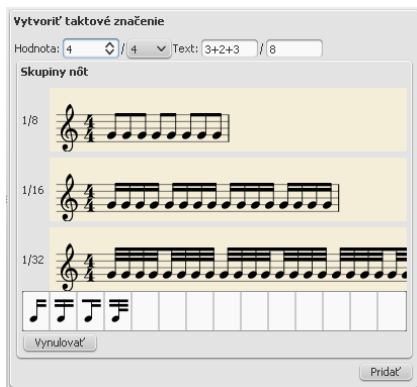 Vytvoriť taktové značenie
Hodnota: 4 / 4 Text: 3+2+3 / 8
Skupiny nôt
1/8
1/16
1/32
Vynulovať
Pridať